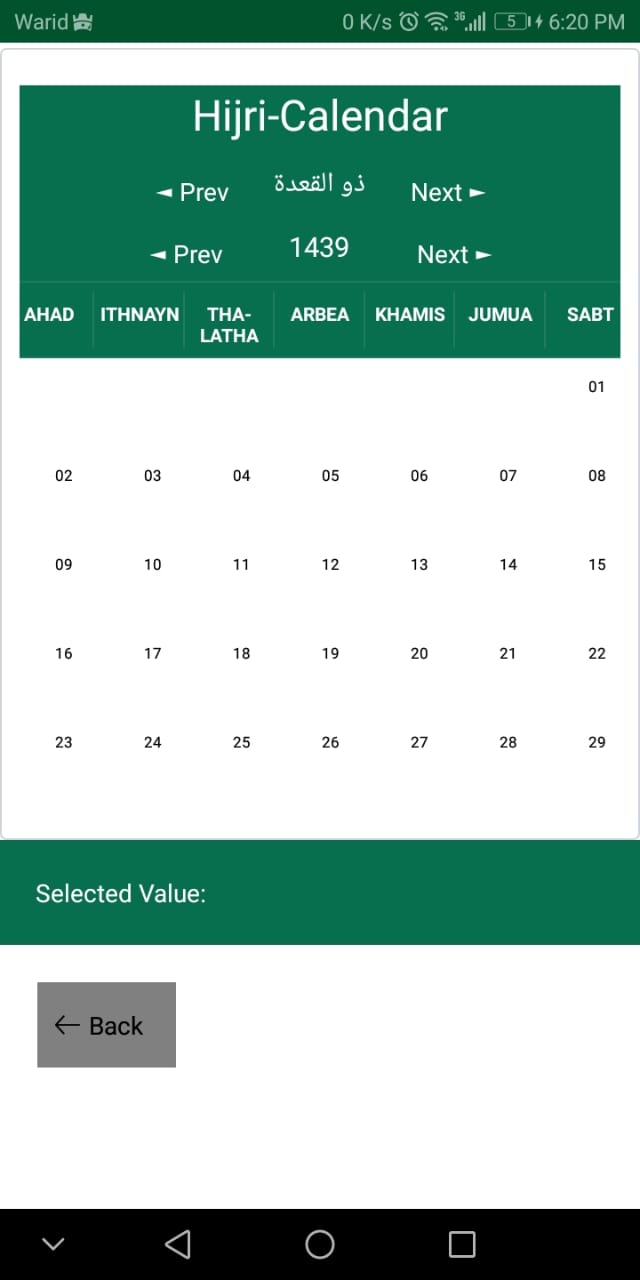 Warid 0 K/s 3G 5 6:20 PM
Hijri-Calendar
◄ Prev ذو القعدة Next ►
◄ Prev 1439 Next ►
AHAD ITHNAYN THA- ARBEA KHAMIS JUMUA SABT
LATHA
01
02 03 04 05 06 07 08
09 10 11 12 13 14 15
16 17 18 19 20 21 22
23 24 25 26 27 28 29
Selected Value:
← Back